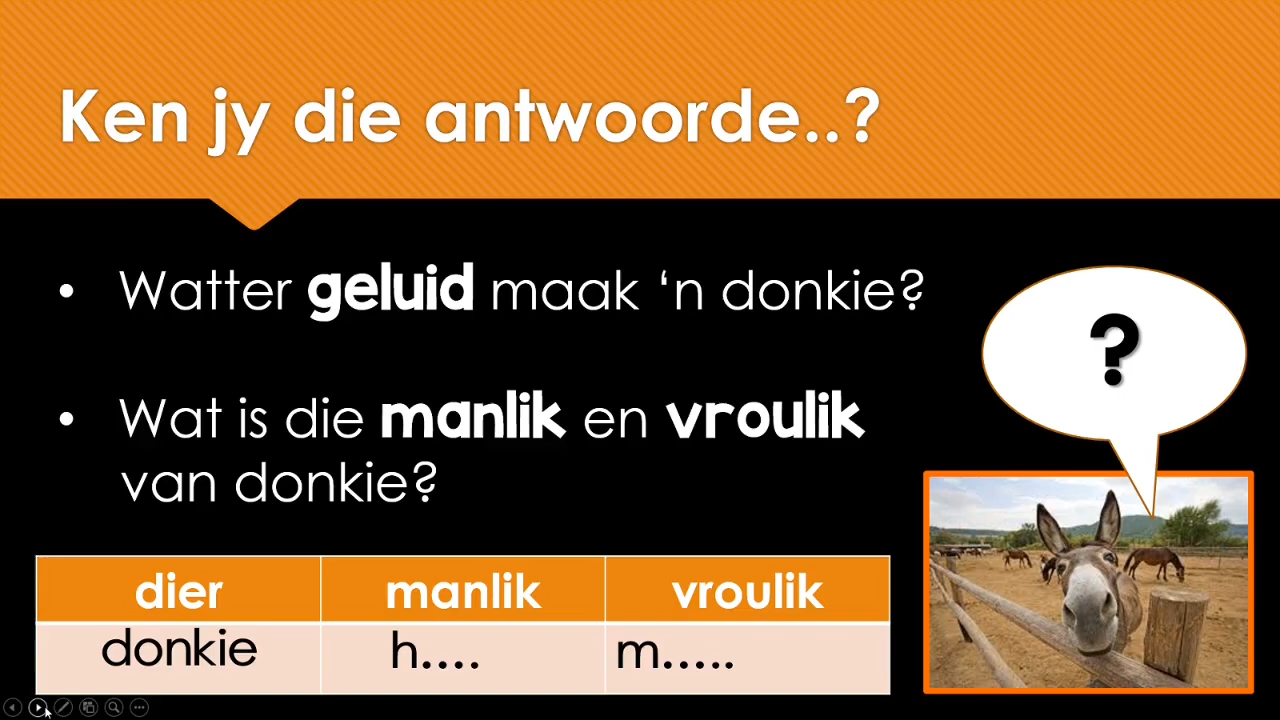 Ken jy die antwoorde..?
• Watter geluid maak ‘n donkie?
?
• Wat is die manlik en vroulik
van donkie?
dier manlik vroulik
donkie h.... m.....